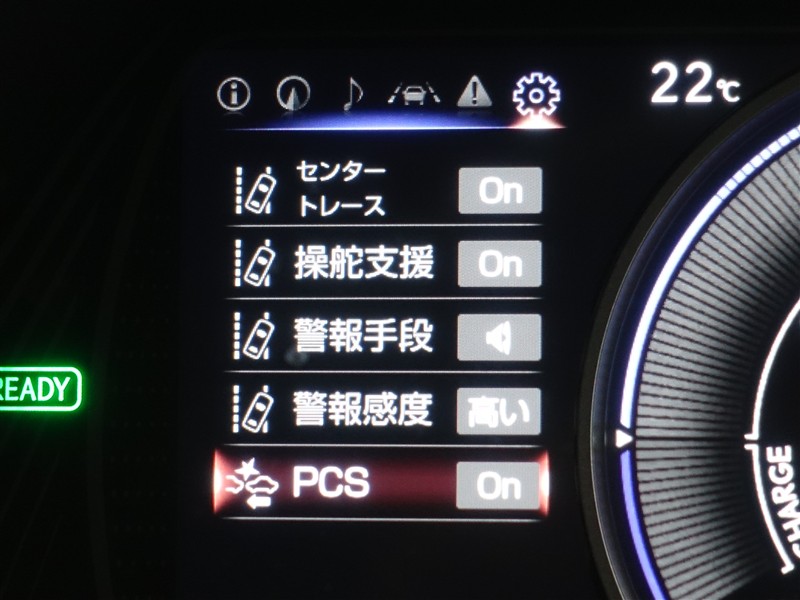 22℃
センター
トレース
On
操舵支援 On
警報手段
警報感度 高い
PCS On
READY
CHARGE